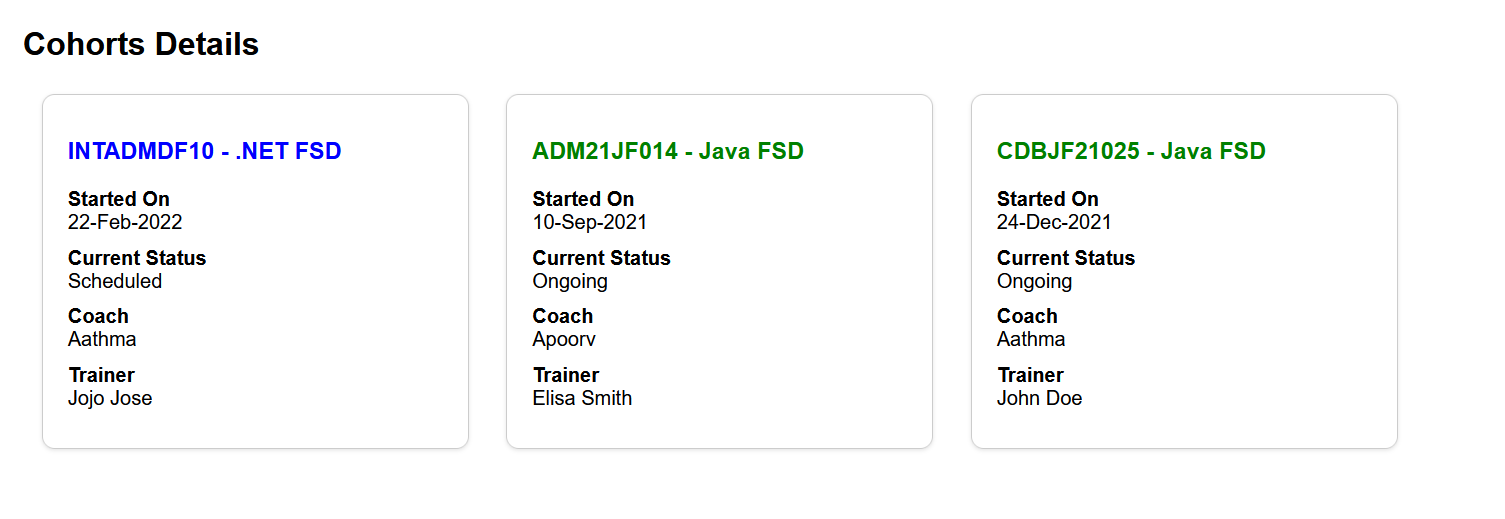 Cohorts Details
INTADMDF10 - .NET FSD
Started On
22-Feb-2022
Current Status
Scheduled
Coach
Aathma
Trainer
Jojo Jose
ADM21JF014 - Java FSD
Started On
10-Sep-2021
Current Status
Ongoing
Coach
Apoorv
Trainer
Elisa Smith
CDBJF21025 - Java FSD
Started On
24-Dec-2021
Current Status
Ongoing
Coach
Aathma
Trainer
John Doe